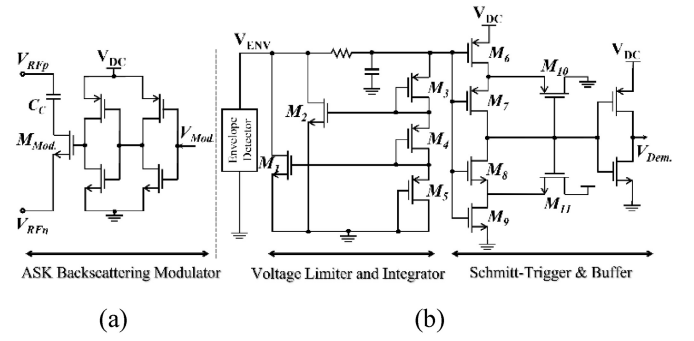 V_RFp
C_C
M_Mod.
V_RFn
V_DC
V_Mod.
ASK Backscattering Modulator
(a)
V_ENV
Envelope Detector
M_1
M_2
M_3
M_4
M_5
Voltage Limiter and Integrator
(b)
V_DC
M_6
M_7
M_8
M_9
M_10
M_11
V_DC
V_Dem.
Schmitt-Trigger & Buffer